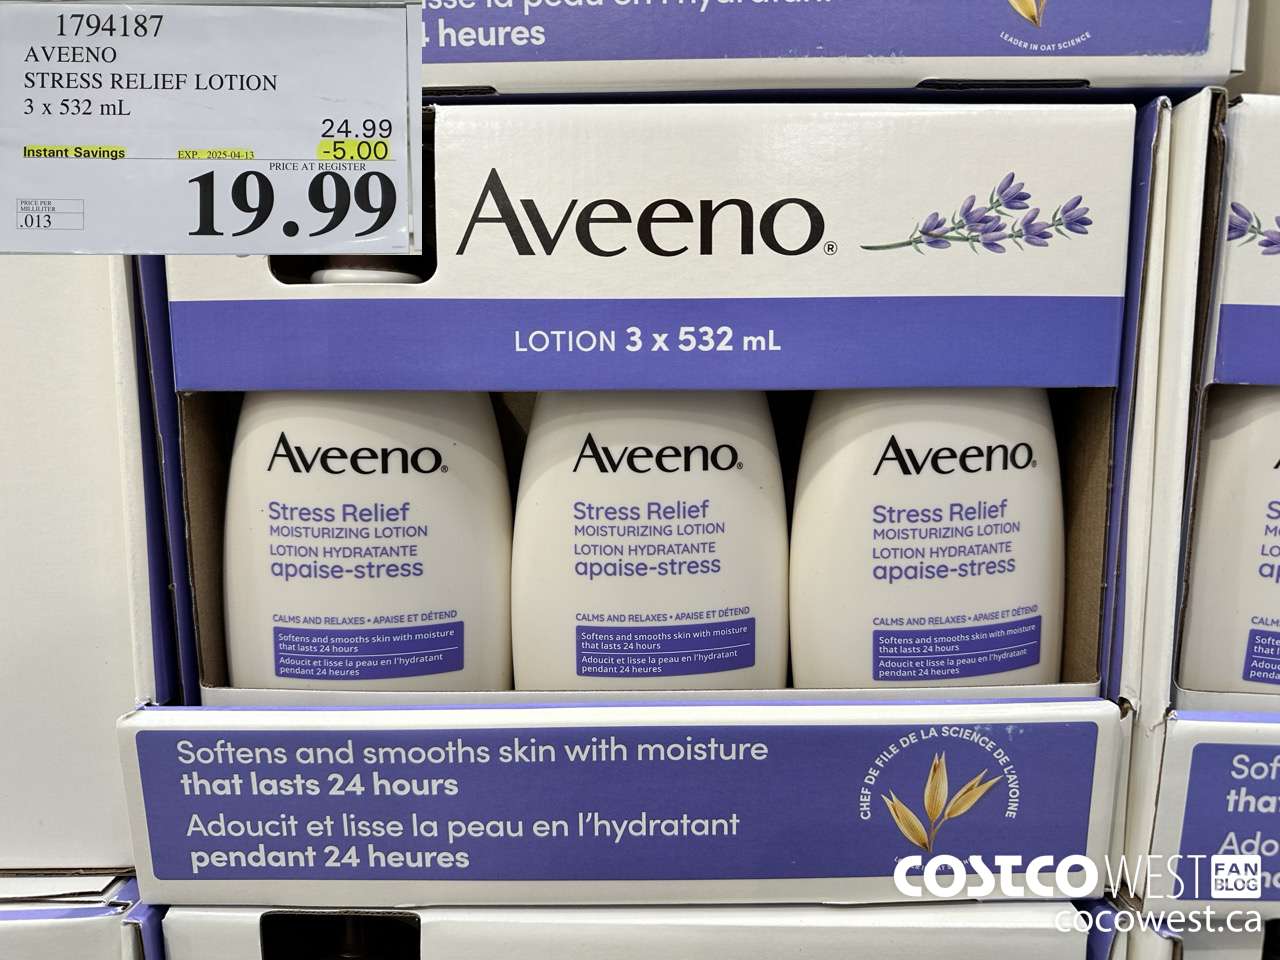 1794187
AVEENO
STRESS RELIEF LOTION
3 x 532 mL
24.99
Instant Savings EXP. 2025-04-13 -5.00
PRICE AT REGISTER
19.99
PRICE PER
MILLILITER
.013
heures
LEADER IN OAT SCIENCE
Aveeno®
LOTION 3 x 532 mL
Aveeno®
Stress Relief
MOISTURIZING LOTION
LOTION HYDRATANTE
apaise-stress
CALMS AND RELAXES • APAISE ET DÉTEND
Softens and smooths skin with moisture
that lasts 24 hours
Adoucit et lisse la peau en l'hydratant
pendant 24 heures
Aveeno®
Stress Relief
MOISTURIZING LOTION
LOTION HYDRATANTE
apaise-stress
CALMS AND RELAXES • APAISE ET DÉTEND
Softens and smooths skin with moisture
that lasts 24 hours
Adoucit et lisse la peau en l'hydratant
pendant 24 heures
Aveeno®
Stress Relief
MOISTURIZING LOTION
LOTION HYDRATANTE
apaise-stress
CALMS AND RELAXES • APAISE ET DÉTEND
Softens and smooths skin with moisture
that lasts 24 hours
Adoucit et lisse la peau en l'hydratant
pendant 24 heures
Softens and smooths skin with moisture
that lasts 24 hours
Adoucit et lisse la peau en l'hydratant
pendant 24 heures
CHEF DE FILE DE LA SCIENCE DE L'AVOINE
COSTCO WEST FAN BLOG
cocowest.ca